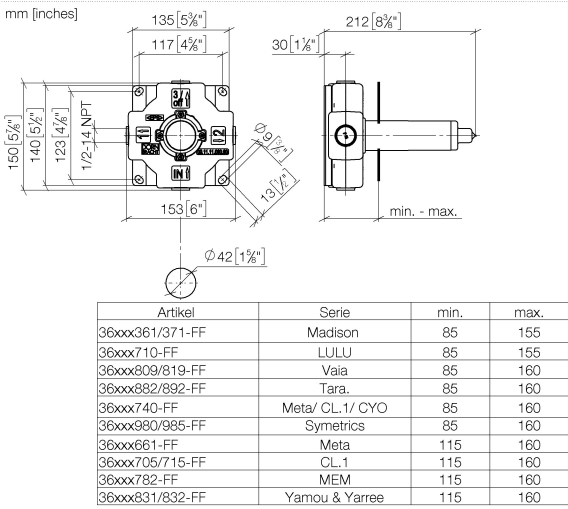 mm [inches]
135 [5⅜"]
117 [4⅝"]
212 [8⅜"]
30 [1⅛"]
150 [5⅞"]
140 [5½"]
123 [4⅞"]
1/2-14 NPT
3/
off
1
2
IN
13 [½"]
153 [6"]
min. - max.
Ø 42 [1⅝"]
Artikel Serie min. max.
36xxx361/371-FF Madison 85 155
36xxx710-FF LULU 85 155
36xxx809/819-FF Vaia 85 160
36xxx882/892-FF Tara. 85 160
36xxx740-FF Meta/ CL.1/ CYO 85 160
36xxx980/985-FF Symetrics 85 160
36xxx661-FF Meta 115 160
36xxx705/715-FF CL.1 115 160
36xxx782-FF MEM 115 160
36xxx831/832-FF Yamou & Yarree 115 160